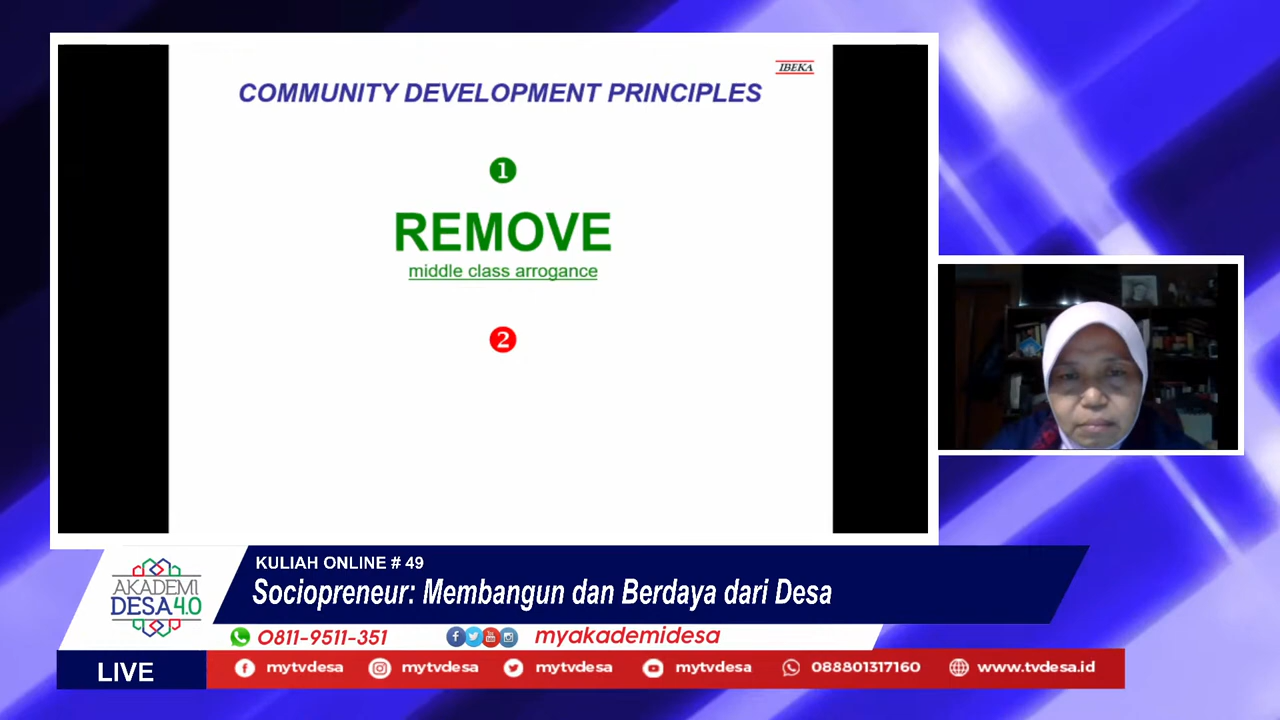 IBEKA
COMMUNITY DEVELOPMENT PRINCIPLES
1
REMOVE
middle class arrogance
2
KULIAH ONLINE # 49
Sociopreneur: Membangun dan Berdaya dari Desa
AKADEMI
DESA 4.0
0811-9511-351 myakademidesa
LIVE mytvdesa mytvdesa mytvdesa mytvdesa 088801317160 www.tvdesa.id